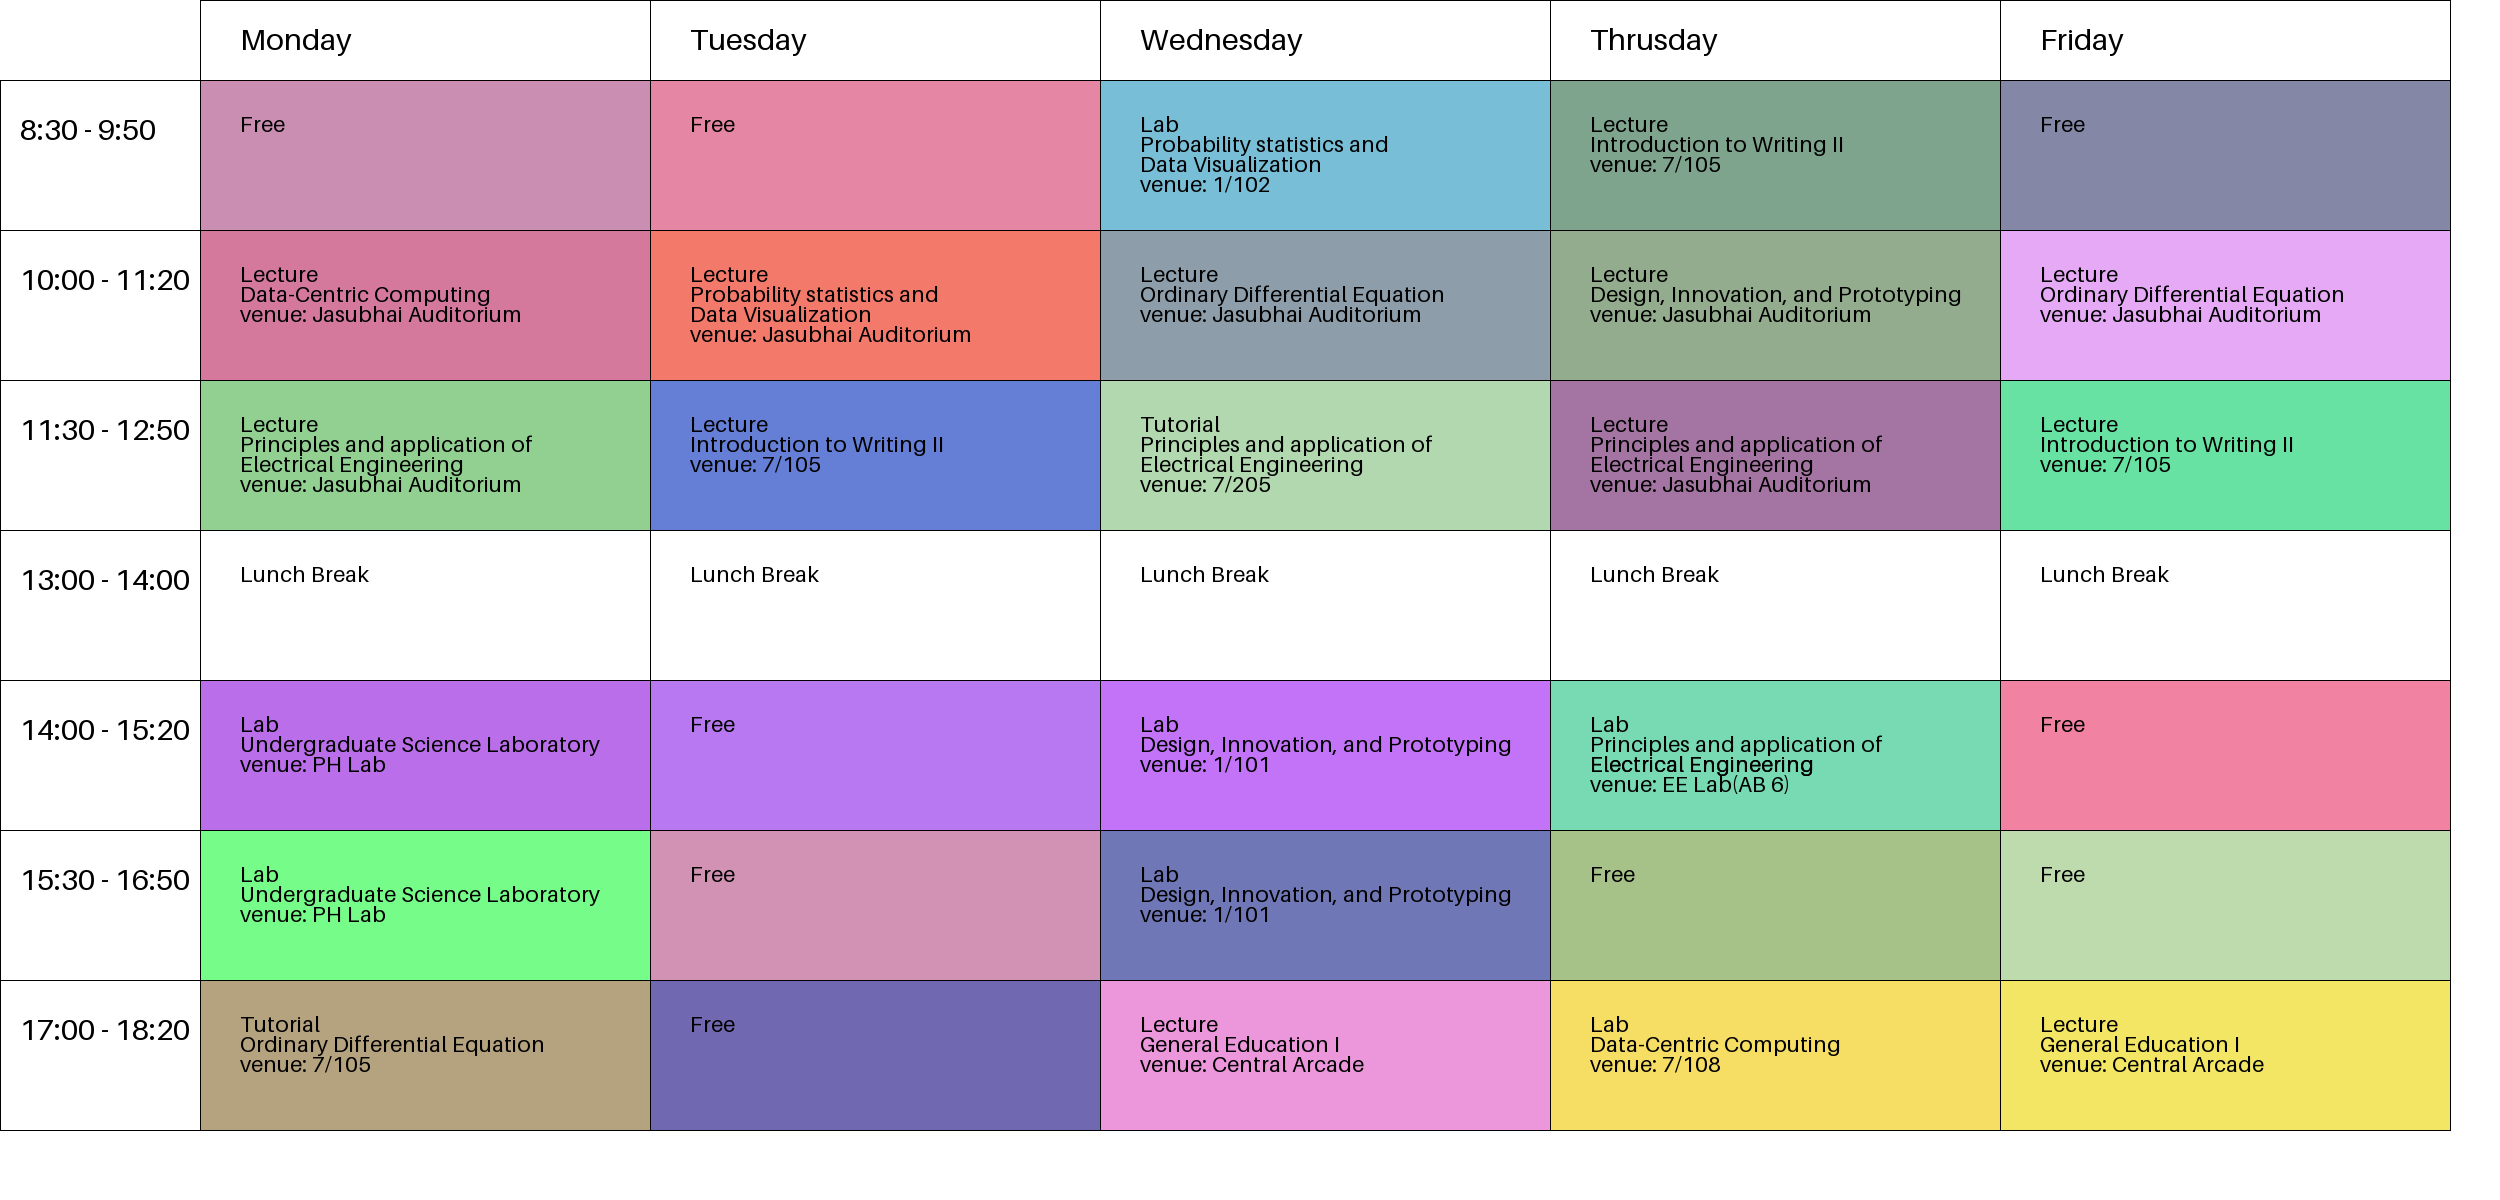 Monday
Tuesday
Wednesday
Thrusday
Friday
8:30 - 9:50
Free
Free
Lab
Probability statistics and
Data Visualization
venue: 1/102
Lecture
Introduction to Writing II
venue: 7/105
Free
10:00 - 11:20
Lecture
Data-Centric Computing
venue: Jasubhai Auditorium
Lecture
Probability statistics and
Data Visualization
venue: Jasubhai Auditorium
Lecture
Ordinary Differential Equation
venue: Jasubhai Auditorium
Lecture
Design, Innovation, and Prototyping
venue: Jasubhai Auditorium
Lecture
Ordinary Differential Equation
venue: Jasubhai Auditorium
11:30 - 12:50
Lecture
Principles and application of
Electrical Engineering
venue: Jasubhai Auditorium
Lecture
Introduction to Writing II
venue: 7/105
Tutorial
Principles and application of
Electrical Engineering
venue: 7/205
Lecture
Principles and application of
Electrical Engineering
venue: Jasubhai Auditorium
Lecture
Introduction to Writing II
venue: 7/105
13:00 - 14:00
Lunch Break
Lunch Break
Lunch Break
Lunch Break
Lunch Break
14:00 - 15:20
Lab
Undergraduate Science Laboratory
venue: PH Lab
Free
Lab
Design, Innovation, and Prototyping
venue: 1/101
Lab
Principles and application of
Electrical Engineering
venue: EE Lab(AB 6)
Free
15:30 - 16:50
Lab
Undergraduate Science Laboratory
venue: PH Lab
Free
Lab
Design, Innovation, and Prototyping
venue: 1/101
Free
Free
17:00 - 18:20
Tutorial
Ordinary Differential Equation
venue: 7/105
Free
Lecture
General Education I
venue: Central Arcade
Lab
Data-Centric Computing
venue: 7/108
Lecture
General Education I
venue: Central Arcade